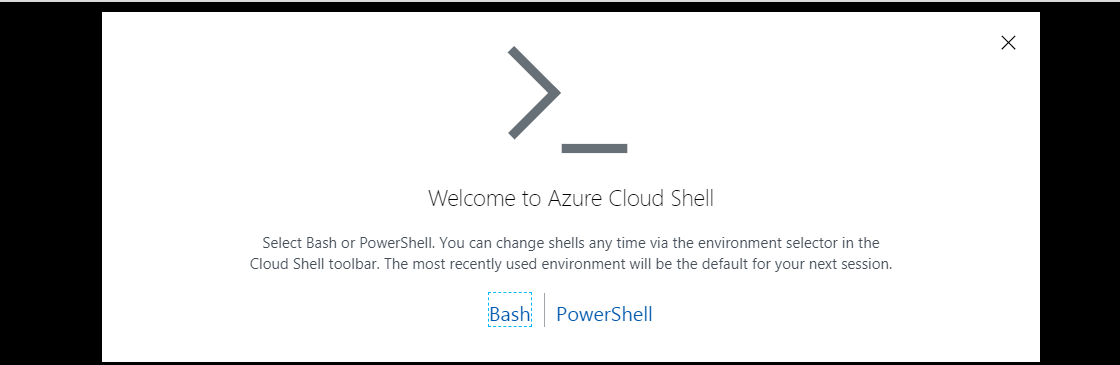 Welcome to Azure Cloud Shell
Select Bash or PowerShell. You can change shells any time via the environment selector in the
Cloud Shell toolbar. The most recently used environment will be the default for your next session.
Bash PowerShell